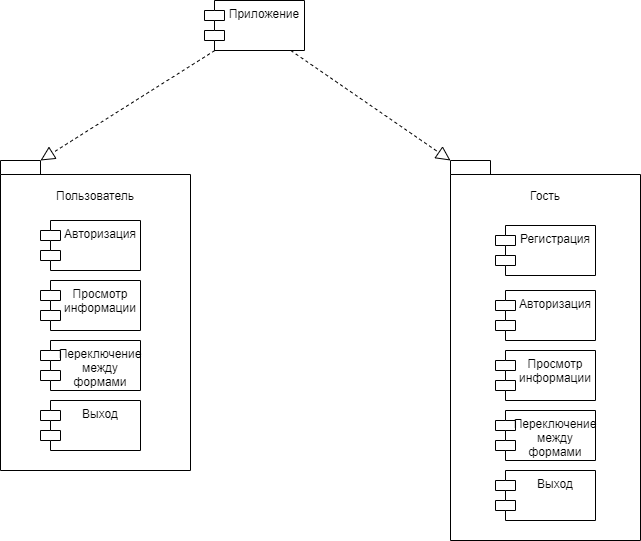 Приложение
Пользователь
Авторизация
Просмотр
информации
Переключение
между
формами
Выход
Гость
Регистрация
Авторизация
Просмотр
информации
Переключение
между
формами
Выход